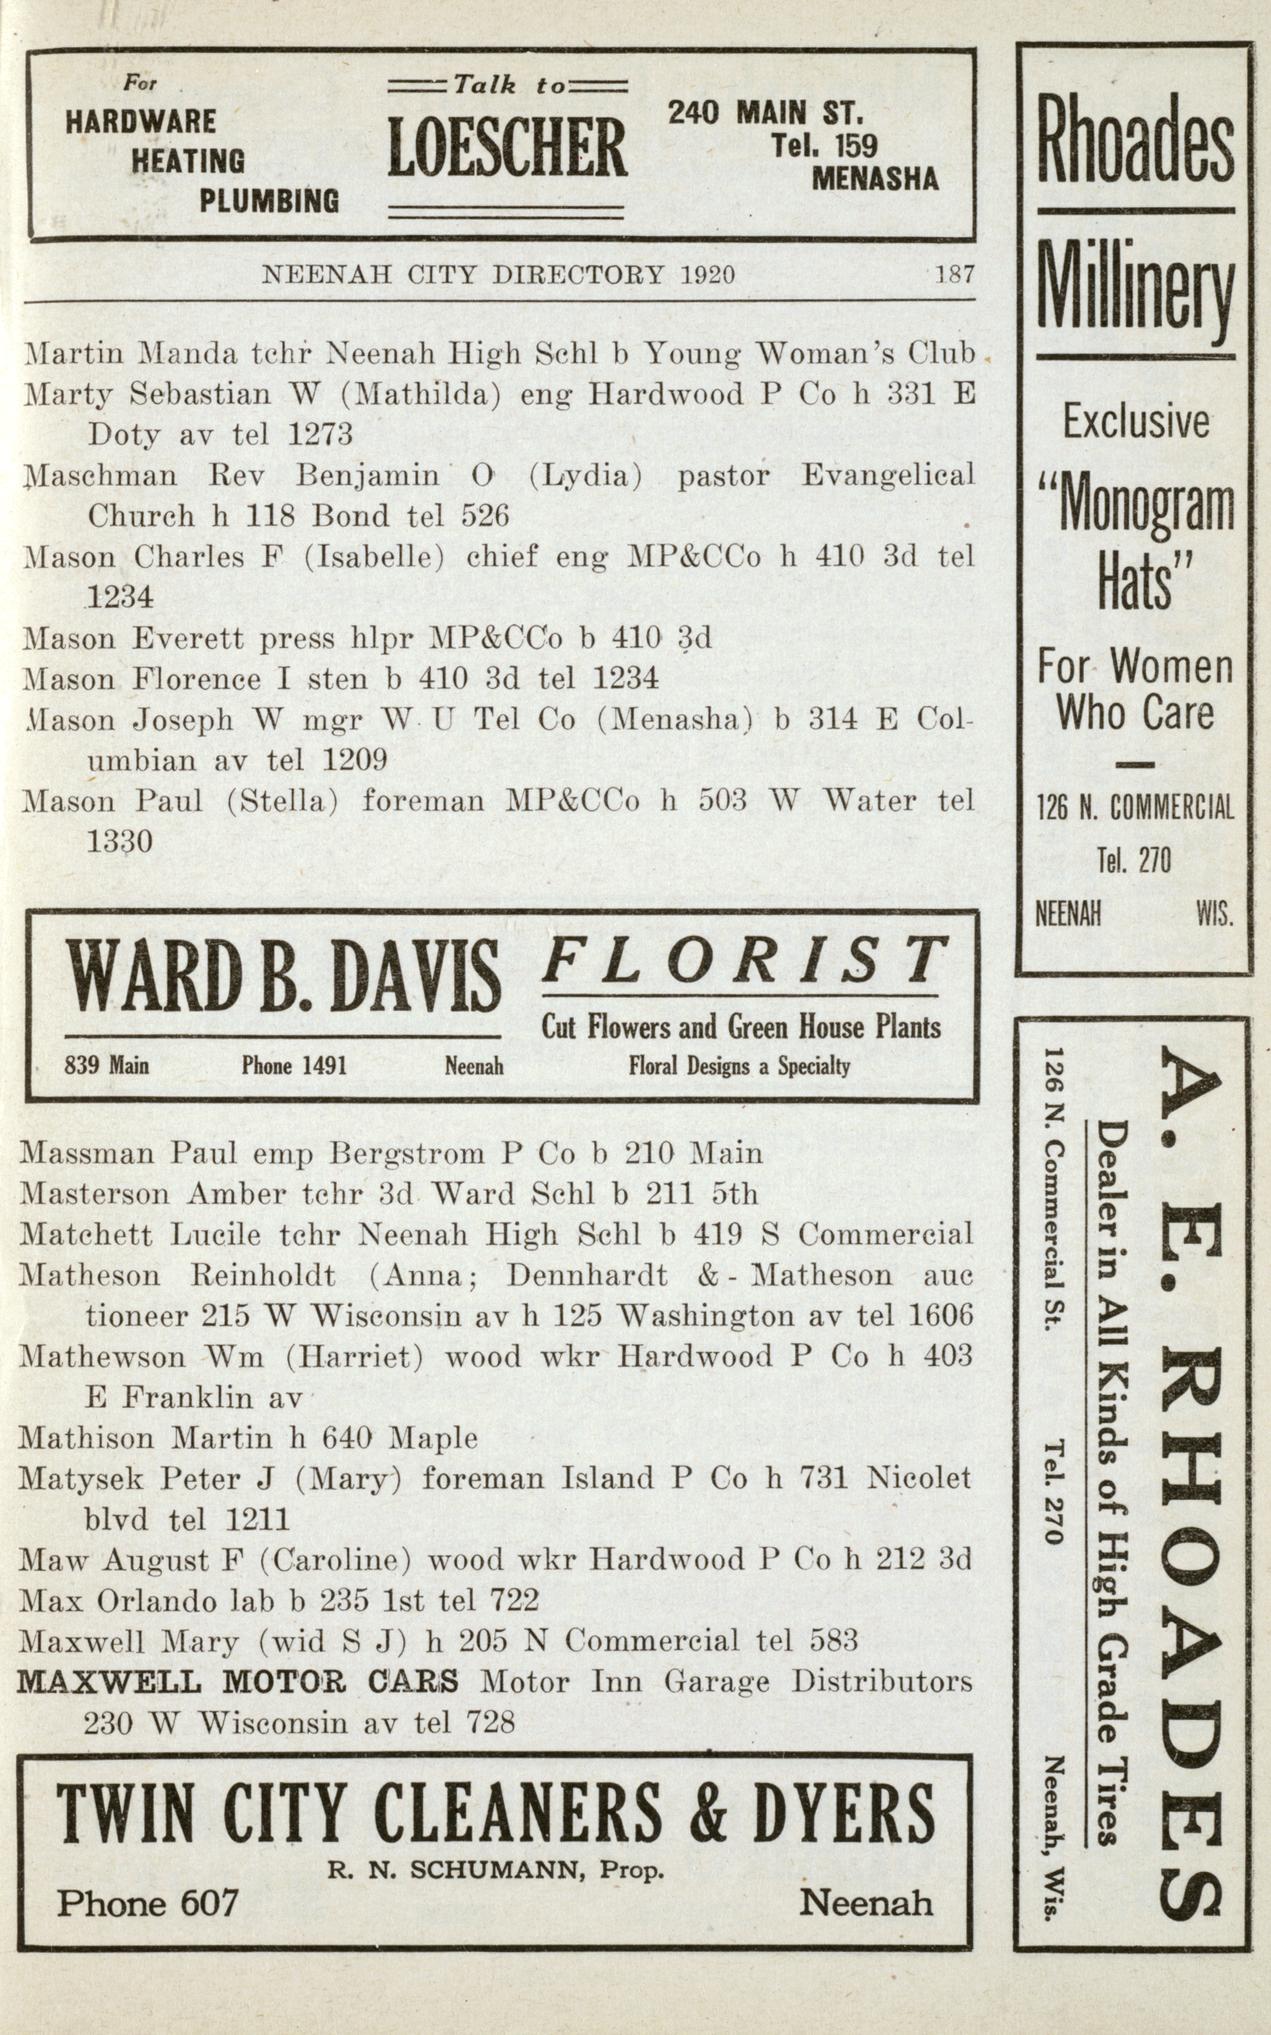 For
HARDWARE
HEATING
PLUMBING
Talk to
LOESCHER
240 MAIN ST.
Tel. 159
MENASHA
NEENAH CITY DIRECTORY 1920 187
Martin Manda tchr Neenah High Schl b Young Woman's Club
Marty Sebastian W (Mathilda) eng Hardwood P Co h 331 E
Doty av tel 1273
Maschman Rev Benjamin O (Lydia) pastor Evangelical
Church h 118 Bond tel 526
Mason Charles F (Isabelle) chief eng MP&CCo h 410 3d tel
1234
Mason Everett press hlpr MP&CCo b 410 3d
Mason Florence I sten b 410 3d tel 1234
Mason Joseph W mgr W U Tel Co (Menasha) b 314 E Col-
umbian av tel 1209
Mason Paul (Stella) foreman MP&CCo h 503 W Water tel
1330
WARD B. DAVIS
839 Main Phone 1491 Neenah
FLORIST
Cut Flowers and Green House Plants
Floral Designs a Specialty
Massman Paul emp Bergstrom P Co b 210 Main
Masterson Amber tchr 3d Ward Schl b 211 5th
Matchett Lucile tchr Neenah High Schl b 419 S Commercial
Matheson Reinholdt (Anna; Dennhardt & - Matheson auc
tioneer 215 W Wisconsin av h 125 Washington av tel 1606
Mathewson Wm (Harriet) wood wkr Hardwood P Co h 403
E Franklin av
Mathison Martin h 640 Maple
Matysek Peter J (Mary) foreman Island P Co h 731 Nicolet
blvd tel 1211
Maw August F (Caroline) wood wkr Hardwood P Co h 212 3d
Max Orlando lab b 235 1st tel 722
Maxwell Mary (wid S J) h 205 N Commercial tel 583
MAXWELL MOTOR CARS Motor Inn Garage Distributors
230 W Wisconsin av tel 728
TWIN CITY CLEANERS & DYERS
R. N. SCHUMANN, Prop.
Phone 607 Neenah
Rhoades
Millinery
Exclusive
"Monogram
Hats"
For Women
Who Care
126 N. COMMERCIAL
Tel. 270
NEENAH WIS.
A. E. RHOADES
Dealer in All Kinds of High Grade Tires
126 N. Commercial St. Tel. 270 Neenah, Wis.